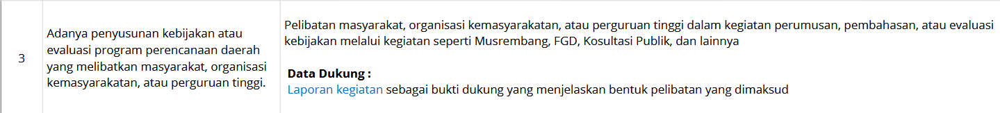 3
Adanya penyusunan kebijakan atau
evaluasi program perencanaan daerah
yang melibatkan masyarakat, organisasi
kemasyarakatan, atau perguruan tinggi.
Pelibatan masyarakat, organisasi kemasyarakatan, atau perguruan tinggi dalam kegiatan perumusan, pembahasan, atau evaluasi
kebijakan melalui kegiatan seperti Musrembang, FGD, Kosultasi Publik, dan lainnya
Data Dukung :
Laporan kegiatan sebagai bukti dukung yang menjelaskan bentuk pelibatan yang dimaksud